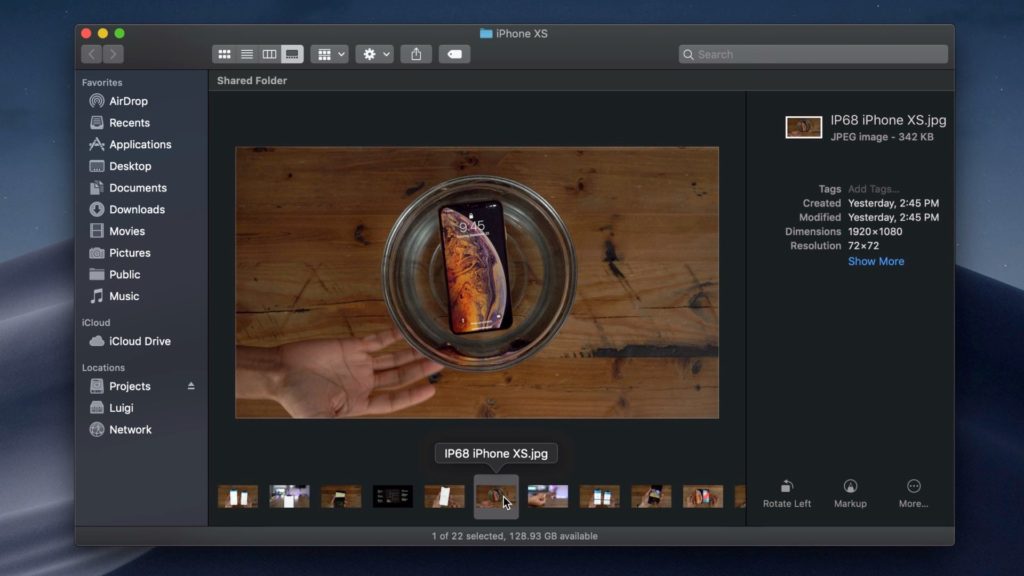 iPhone XS
Search
Favorites
AirDrop
Recents
Applications
Desktop
Documents
Downloads
Movies
Pictures
Public
Music
iCloud
iCloud Drive
Locations
Projects
Luigi
Network
Shared Folder
9:45
IP68 iPhone XS.jpg
IP68 iPhone XS.jpg
JPEG image - 342 KB
Tags Add Tags...
Created Yesterday, 2:45 PM
Modified Yesterday, 2:45 PM
Dimensions 1920×1080
Resolution 72×72
Show More
Rotate Left
Markup
More...
1 of 22 selected, 128.93 GB available